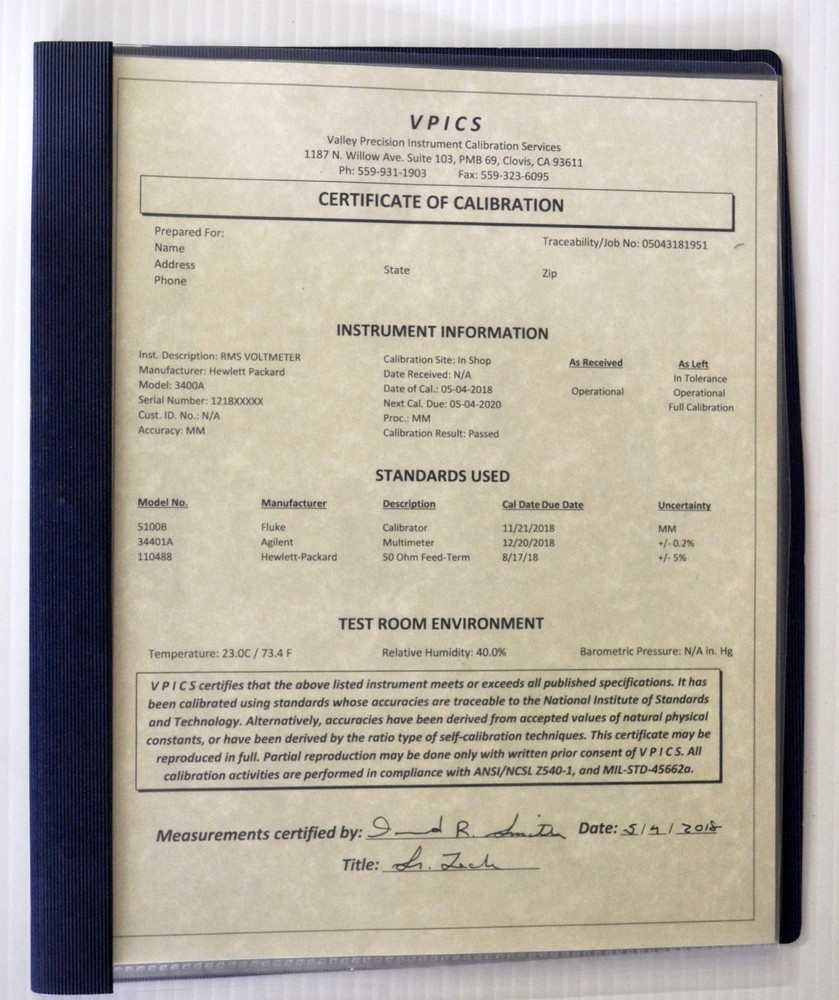 VPICS
Valley Precision Instrument Calibration Services
1187 N. Willow Ave. Suite 103, PMB 69, Clovis, CA 93611
Ph: 559-931-1903 Fax: 559-323-6095
CERTIFICATE OF CALIBRATION
Prepared For:
Name Traceability/Job No: 05043181951
Address State Zip
Phone
INSTRUMENT INFORMATION
Inst. Description: RMS VOLTMETER Calibration Site: In Shop As Received As Left
Manufacturer: Hewlett Packard Date Received: N/A In Tolerance
Model: 3400A Date of Cal.: 05-04-2018 Operational Operational
Serial Number: 1218XXXXX Next Cal. Due: 05-04-2020 Full Calibration
Cust. ID. No.: N/A Proc.: MM
Accuracy: MM Calibration Result: Passed
STANDARDS USED
Model No. Manufacturer Description Cal Date Due Date Uncertainty
5100B Fluke Calibrator 11/21/2018 MM
34401A Agilent Multimeter 12/20/2018 +/- 0.2%
11048B Hewlett-Packard 50 Ohm Feed-Term 8/17/18 +/- 5%
TEST ROOM ENVIRONMENT
Temperature: 23.0C / 73.4 F Relative Humidity: 40.0% Barometric Pressure: N/A in. Hg
V P I C S certifies that the above listed instrument meets or exceeds all published specifications. It has
been calibrated using standards whose accuracies are traceable to the National Institute of Standards
and Technology. Alternatively, accuracies have been derived from accepted values of natural physical
constants, or have been derived by the ratio type of self-calibration techniques. This certificate may be
reproduced in full. Partial reproduction may be done only with written prior consent of V P I C S. All
calibration activities are performed in compliance with ANSI/NCSL Z540-1, and MIL-STD-45662a.
Measurements certified by: R. Smith Date: 5/4/2018
Title: Sr. Tech